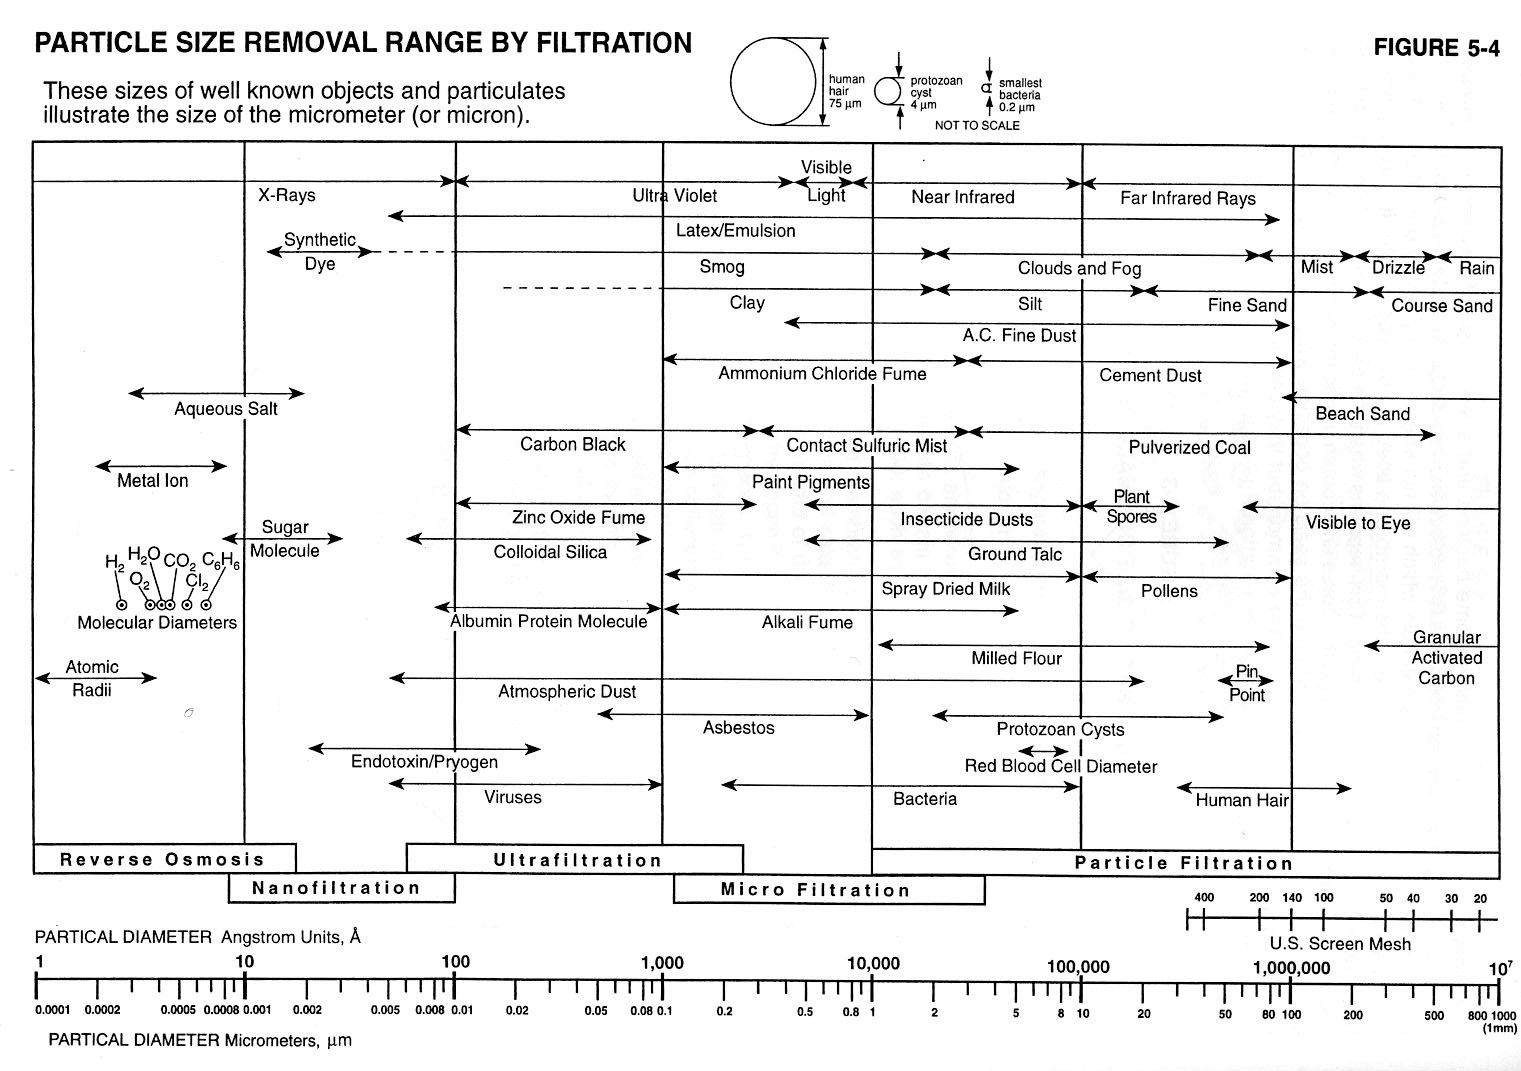 PARTICLE SIZE REMOVAL RANGE BY FILTRATION
FIGURE 5-4
These sizes of well known objects and particulates
illustrate the size of the micrometer (or micron).
human
hair
75 µm
protozoan
cyst
4 µm
smallest
bacteria
0.2 µm
NOT TO SCALE
X-Rays
Ultra Violet
Visible
Light
Near Infrared
Far Infrared Rays
Latex/Emulsion
Synthetic
Dye
Smog
Clouds and Fog
Mist
Drizzle
Rain
Clay
Silt
Fine Sand
Course Sand
A.C. Fine Dust
Ammonium Chloride Fume
Cement Dust
Aqueous Salt
Beach Sand
Carbon Black
Contact Sulfuric Mist
Pulverized Coal
Metal Ion
Paint Pigments
Zinc Oxide Fume
Insecticide Dusts
Plant
Spores
Visible to Eye
Sugar
Molecule
Colloidal Silica
Ground Talc
H2
H2O
CO2
C6H6
O2
Cl2
Molecular Diameters
Spray Dried Milk
Pollens
Albumin Protein Molecule
Alkali Fume
Milled Flour
Granular
Activated
Carbon
Atomic
Radii
Atmospheric Dust
Pin
Point
Asbestos
Protozoan Cysts
Endotoxin/Pryogen
Red Blood Cell Diameter
Viruses
Bacteria
Human Hair
Reverse Osmosis
Ultrafiltration
Particle Filtration
Nanofiltration
Micro Filtration
400 200 140 100 50 40 30 20
U.S. Screen Mesh
PARTICAL DIAMETER Angstrom Units, Å
1 10 100 1,000 10,000 100,000 1,000,000 10⁷
0.0001 0.0002 0.0005 0.0008 0.001 0.002 0.005 0.008 0.01 0.02 0.05 0.08 0.1 0.2 0.5 0.8 1 2 5 8 10 20 50 80 100 200 500 800 1000
(1mm)
PARTICAL DIAMETER Micrometers, µm